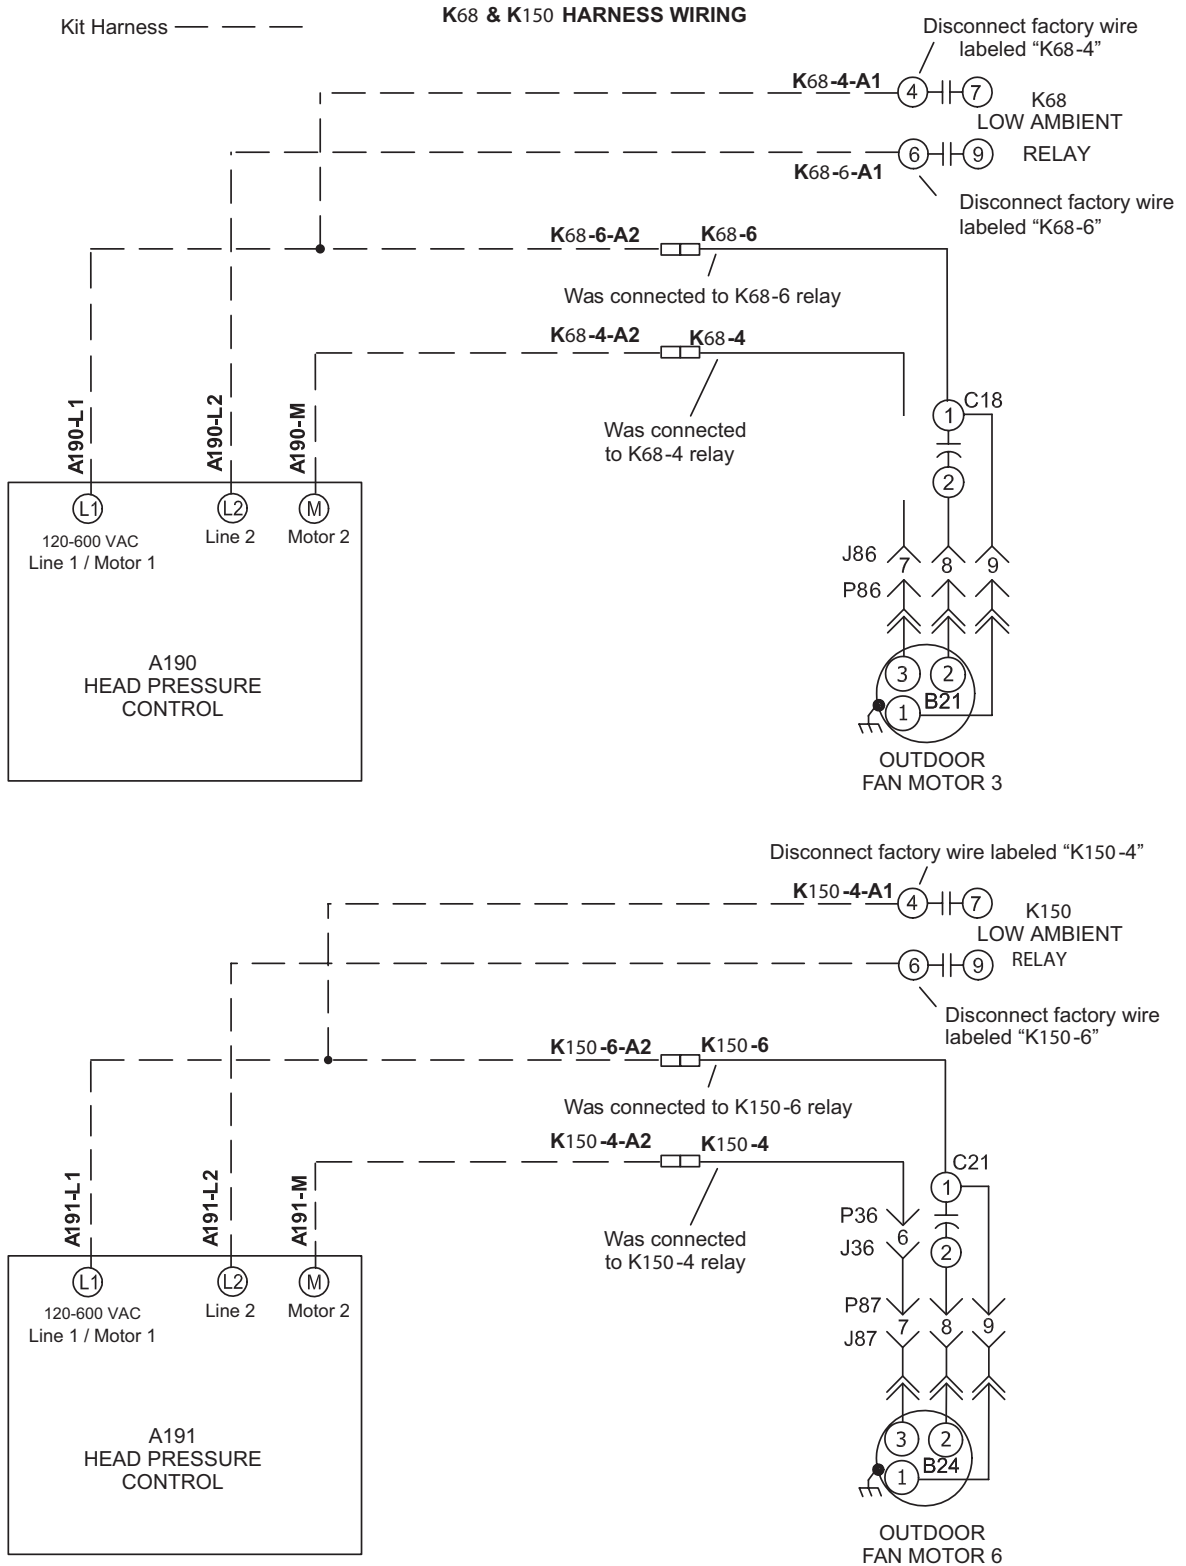 K68 & K150 HARNESS WIRING
Kit Harness
Disconnect factory wire
labeled “K68-4”
K68-4-A1
4
7
K68
LOW AMBIENT
RELAY
6
9
K68-6-A1
Disconnect factory wire
labeled “K68-6”
K68-6-A2
K68-6
Was connected to K68-6 relay
K68-4-A2
K68-4
Was connected
to K68-4 relay
A190-L1
A190-L2
A190-M
L1
L2
M
120-600 VAC
Line 1 / Motor 1
Line 2
Motor 2
A190
HEAD PRESSURE
CONTROL
1
C18
2
J86
7
8
9
P86
3
2
B21
1
OUTDOOR
FAN MOTOR 3
Disconnect factory wire labeled “K150-4”
K150-4-A1
4
7
K150
LOW AMBIENT
RELAY
6
9
Disconnect factory wire
labeled “K150-6”
K150-6-A2
K150-6
Was connected to K150-6 relay
K150-4-A2
K150-4
Was connected
to K150-4 relay
A191-L1
A191-L2
A191-M
L1
L2
M
120-600 VAC
Line 1 / Motor 1
Line 2
Motor 2
A191
HEAD PRESSURE
CONTROL
C21
1
P36
6
J36
2
P87
7
8
9
J87
3
2
B24
1
OUTDOOR
FAN MOTOR 6